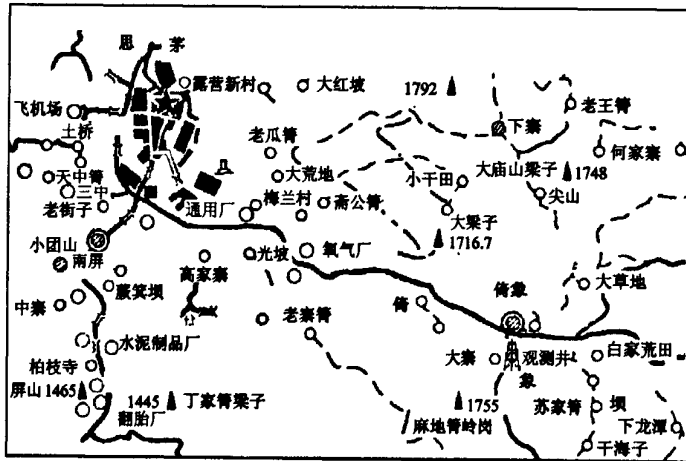 思 茅
露营新村
大红坡
1792
老王箐
飞机场
下寨
土桥
老瓜箐
何家寨
大庙山梁子
1748
天中箐
大荒地
小干田
三中
尖山
老街子
通用厂
梅兰村
斋公箐
大梁子
1716.7
小团山
南屏
光坡
氧气厂
高家寨
蕨箕坝
大草地
中寨
老寨箐
倚
倚象
水泥制品厂
大寨
观测井
白家荒田
柏枝寺
象
屏山 1465
1445
丁家箐梁子
1755
苏家箐
坝
翻胎厂
麻地箐岭岗
下龙潭
干海子